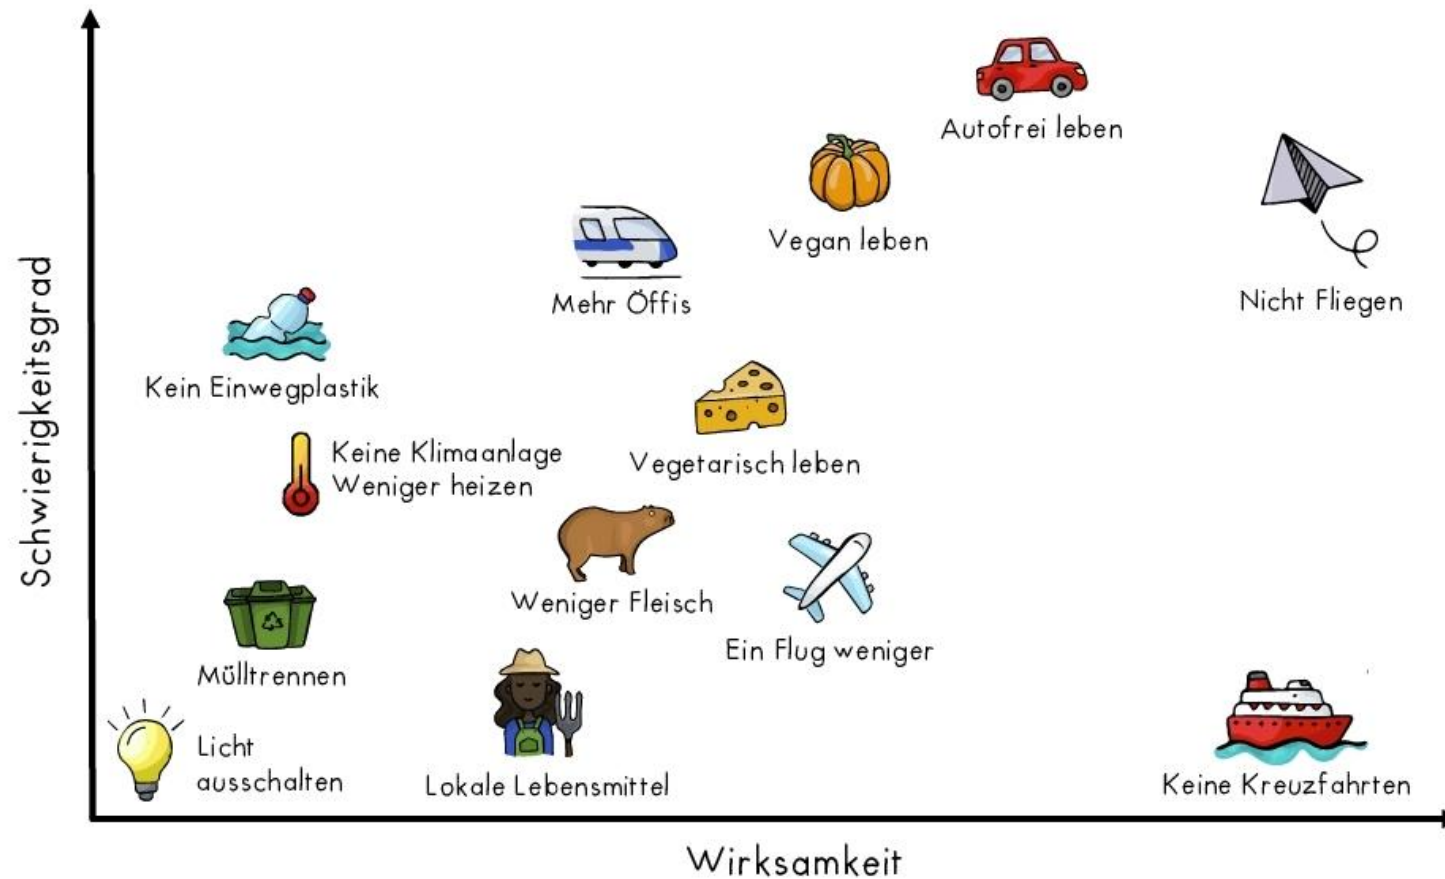 Autofrei leben
Vegan leben
Mehr Öffis
Nicht Fliegen
Kein Einwegplastik
Keine Klimaanlage
Weniger heizen
Vegetarisch leben
Weniger Fleisch
Ein Flug weniger
Mülltrennen
Licht
ausschalten
Lokale Lebensmittel
Keine Kreuzfahrten
Schwierigkeitsgrad
Wirksamkeit